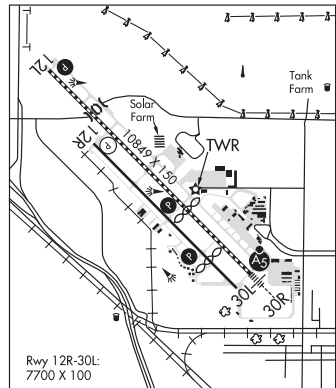 12L
P
Solar
Farm
Tank
Farm
12R
P
10849 X 150
TWR
P
P
A5
30L
30R
Rwy 12R-30L:
7700 X 100